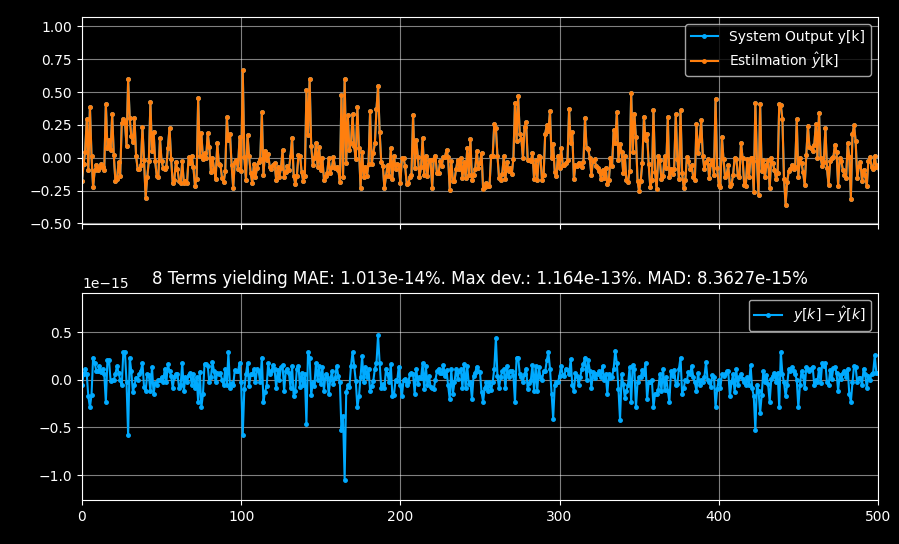 1.00
0.75
0.50
0.25
0.00
−0.25
−0.50
System Output y[k]
Estilmation ŷ[k]
1e−15
8 Terms yielding MAE: 1.013e-14%. Max dev.: 1.164e-13%. MAD: 8.3627e-15%
0.5
0.0
−0.5
−1.0
y[k] − ŷ[k]
0 100 200 300 400 500